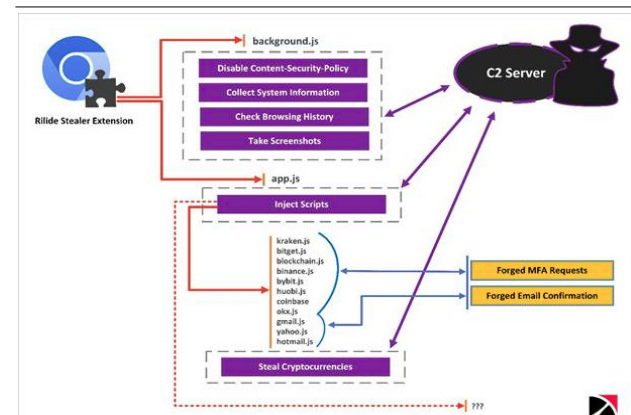 background.js
Disable Content-Security-Policy
Collect System Information
Check Browsing History
Take Screenshots
C2 Server
Rilide Stealer Extension
app.js
Inject Scripts
kraken.js
bitget.js
blockchain.js
binance.js
bybit.js
huobi.js
coinbase
okx.js
gmail.js
yahoo.js
hotmail.js
Forged MFA Requests
Forged Email Confirmation
Steal Cryptocurrencies
???